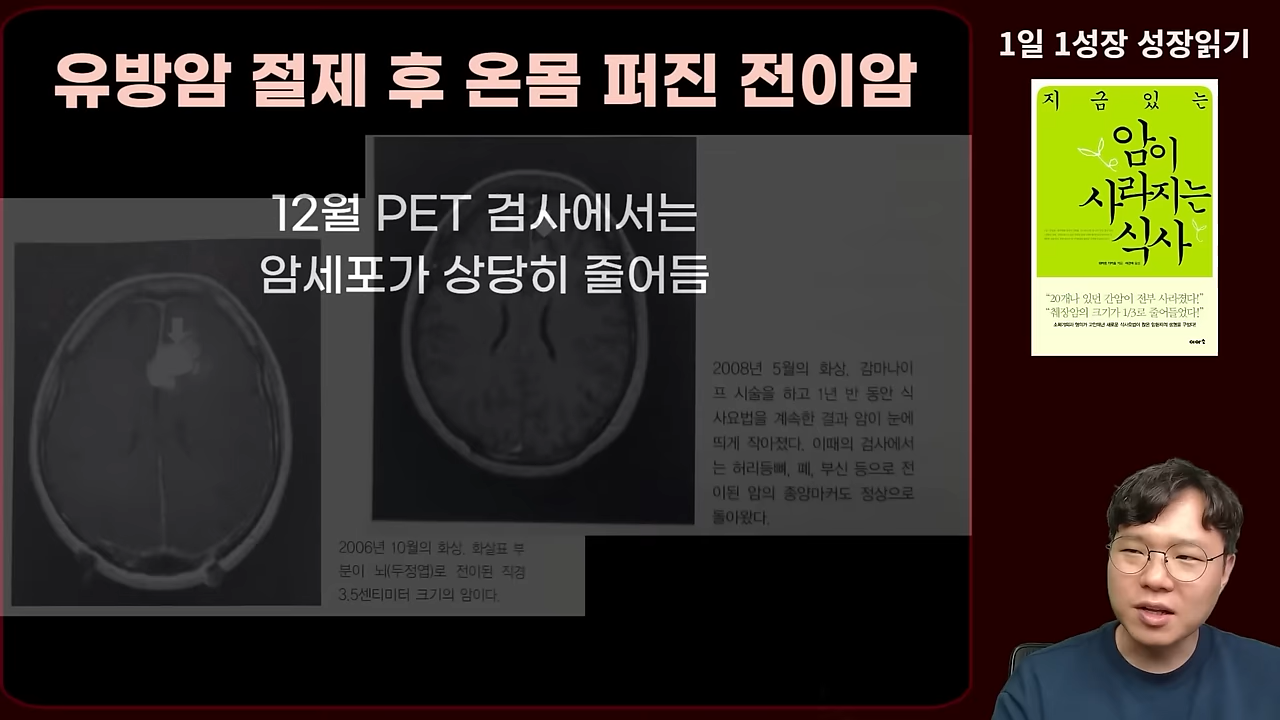 유방암 절제 후 온몸 퍼진 전이암
12월 PET 검사에서는
암세포가 상당히 줄어듬
2008년 5월의 화상. 감마나이
프 시술을 하고 1년 반 동안 식
사요법을 계속한 결과 암이 눈에
띄게 작아졌다. 이때의 검사에서
는 허리등뼈, 폐, 부신 등으로 전
이된 암의 종양마커도 정상으로
돌아왔다.
2006년 10월의 화상. 화살표 부
분이 뇌(두정엽)로 전이된 직경
3.5센티미터 크기의 암이다.
1일 1성장 성장읽기
지금있는
암이
사라지는
식사
“20개나 있던 간암이 전부 사라졌다!”
“췌장암의 크기가 1/3로 줄어들었다!”